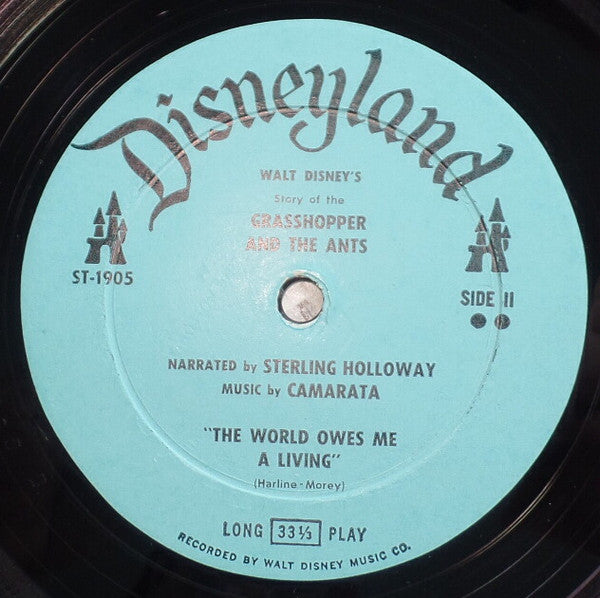 Disneyland
WALT DISNEY'S
Story of the
GRASSHOPPER
AND THE ANTS
ST-1905
SIDE II
NARRATED by STERLING HOLLOWAY
MUSIC by CAMARATA
"THE WORLD OWES ME
A LIVING"
(Harline-Morey)
LONG 33⅓ PLAY
RECORDED BY WALT DISNEY MUSIC CO.